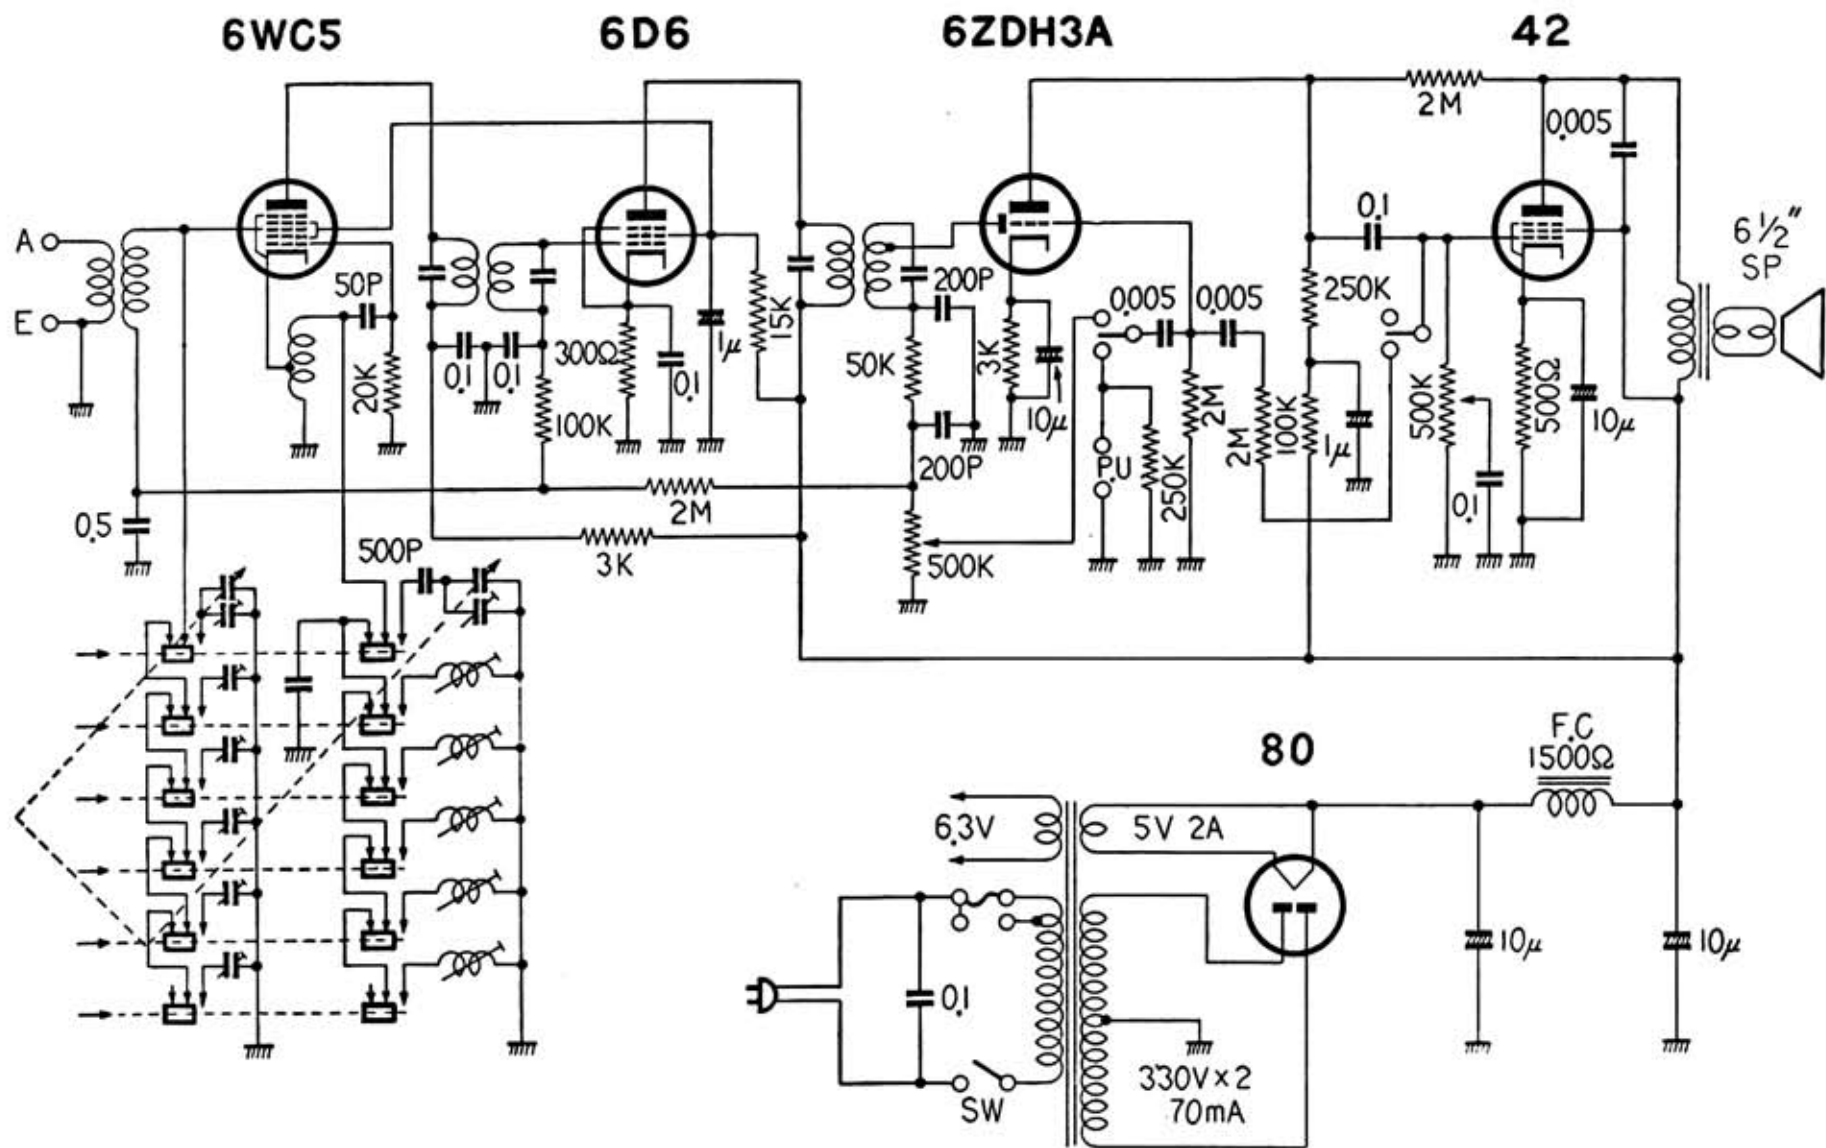 6WC5
6D6
6ZDH3A
42
2M
0.005
A
E
50P
20K
0.1
0.1
100K
300Ω
0.1
1μ
15K
200P
50K
200P
3K
10μ
0.005
0.005
P.U
250K
2M
2M
100K
250K
0.1
1μ
500K
0.1
500Ω
10μ
6½"
SP
0.5
2M
3K
500K
500P
80
F.C
1500Ω
6.3V
5V 2A
10μ
10μ
0.1
SW
330V×2
70mA